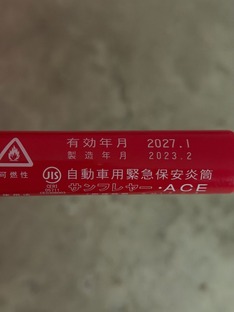 有効年月 2027.1
製造年月 2023.2
可燃性
JIS
自動車用緊急保安炎筒
サンフレヤー・ACE